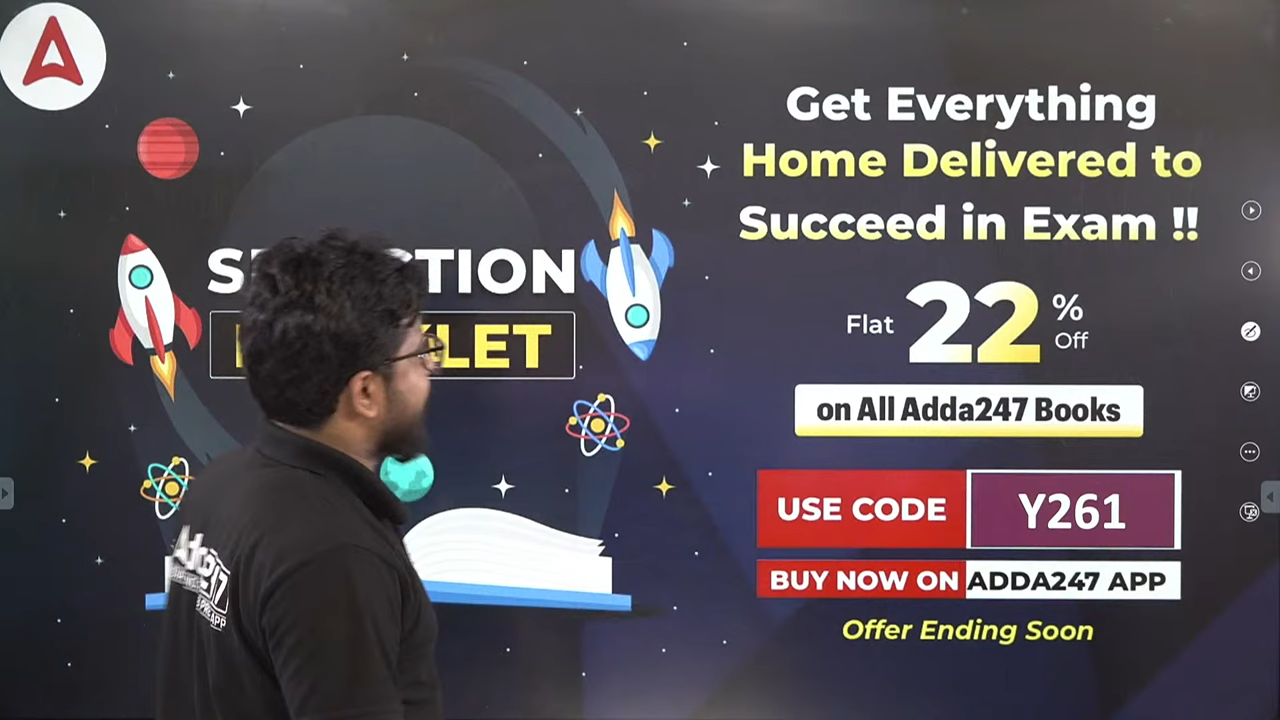 Get Everything
Home Delivered to
Succeed in Exam !!
Flat 22 % Off
on All Adda247 Books
USE CODE Y261
BUY NOW ON ADDA247 APP
Offer Ending Soon